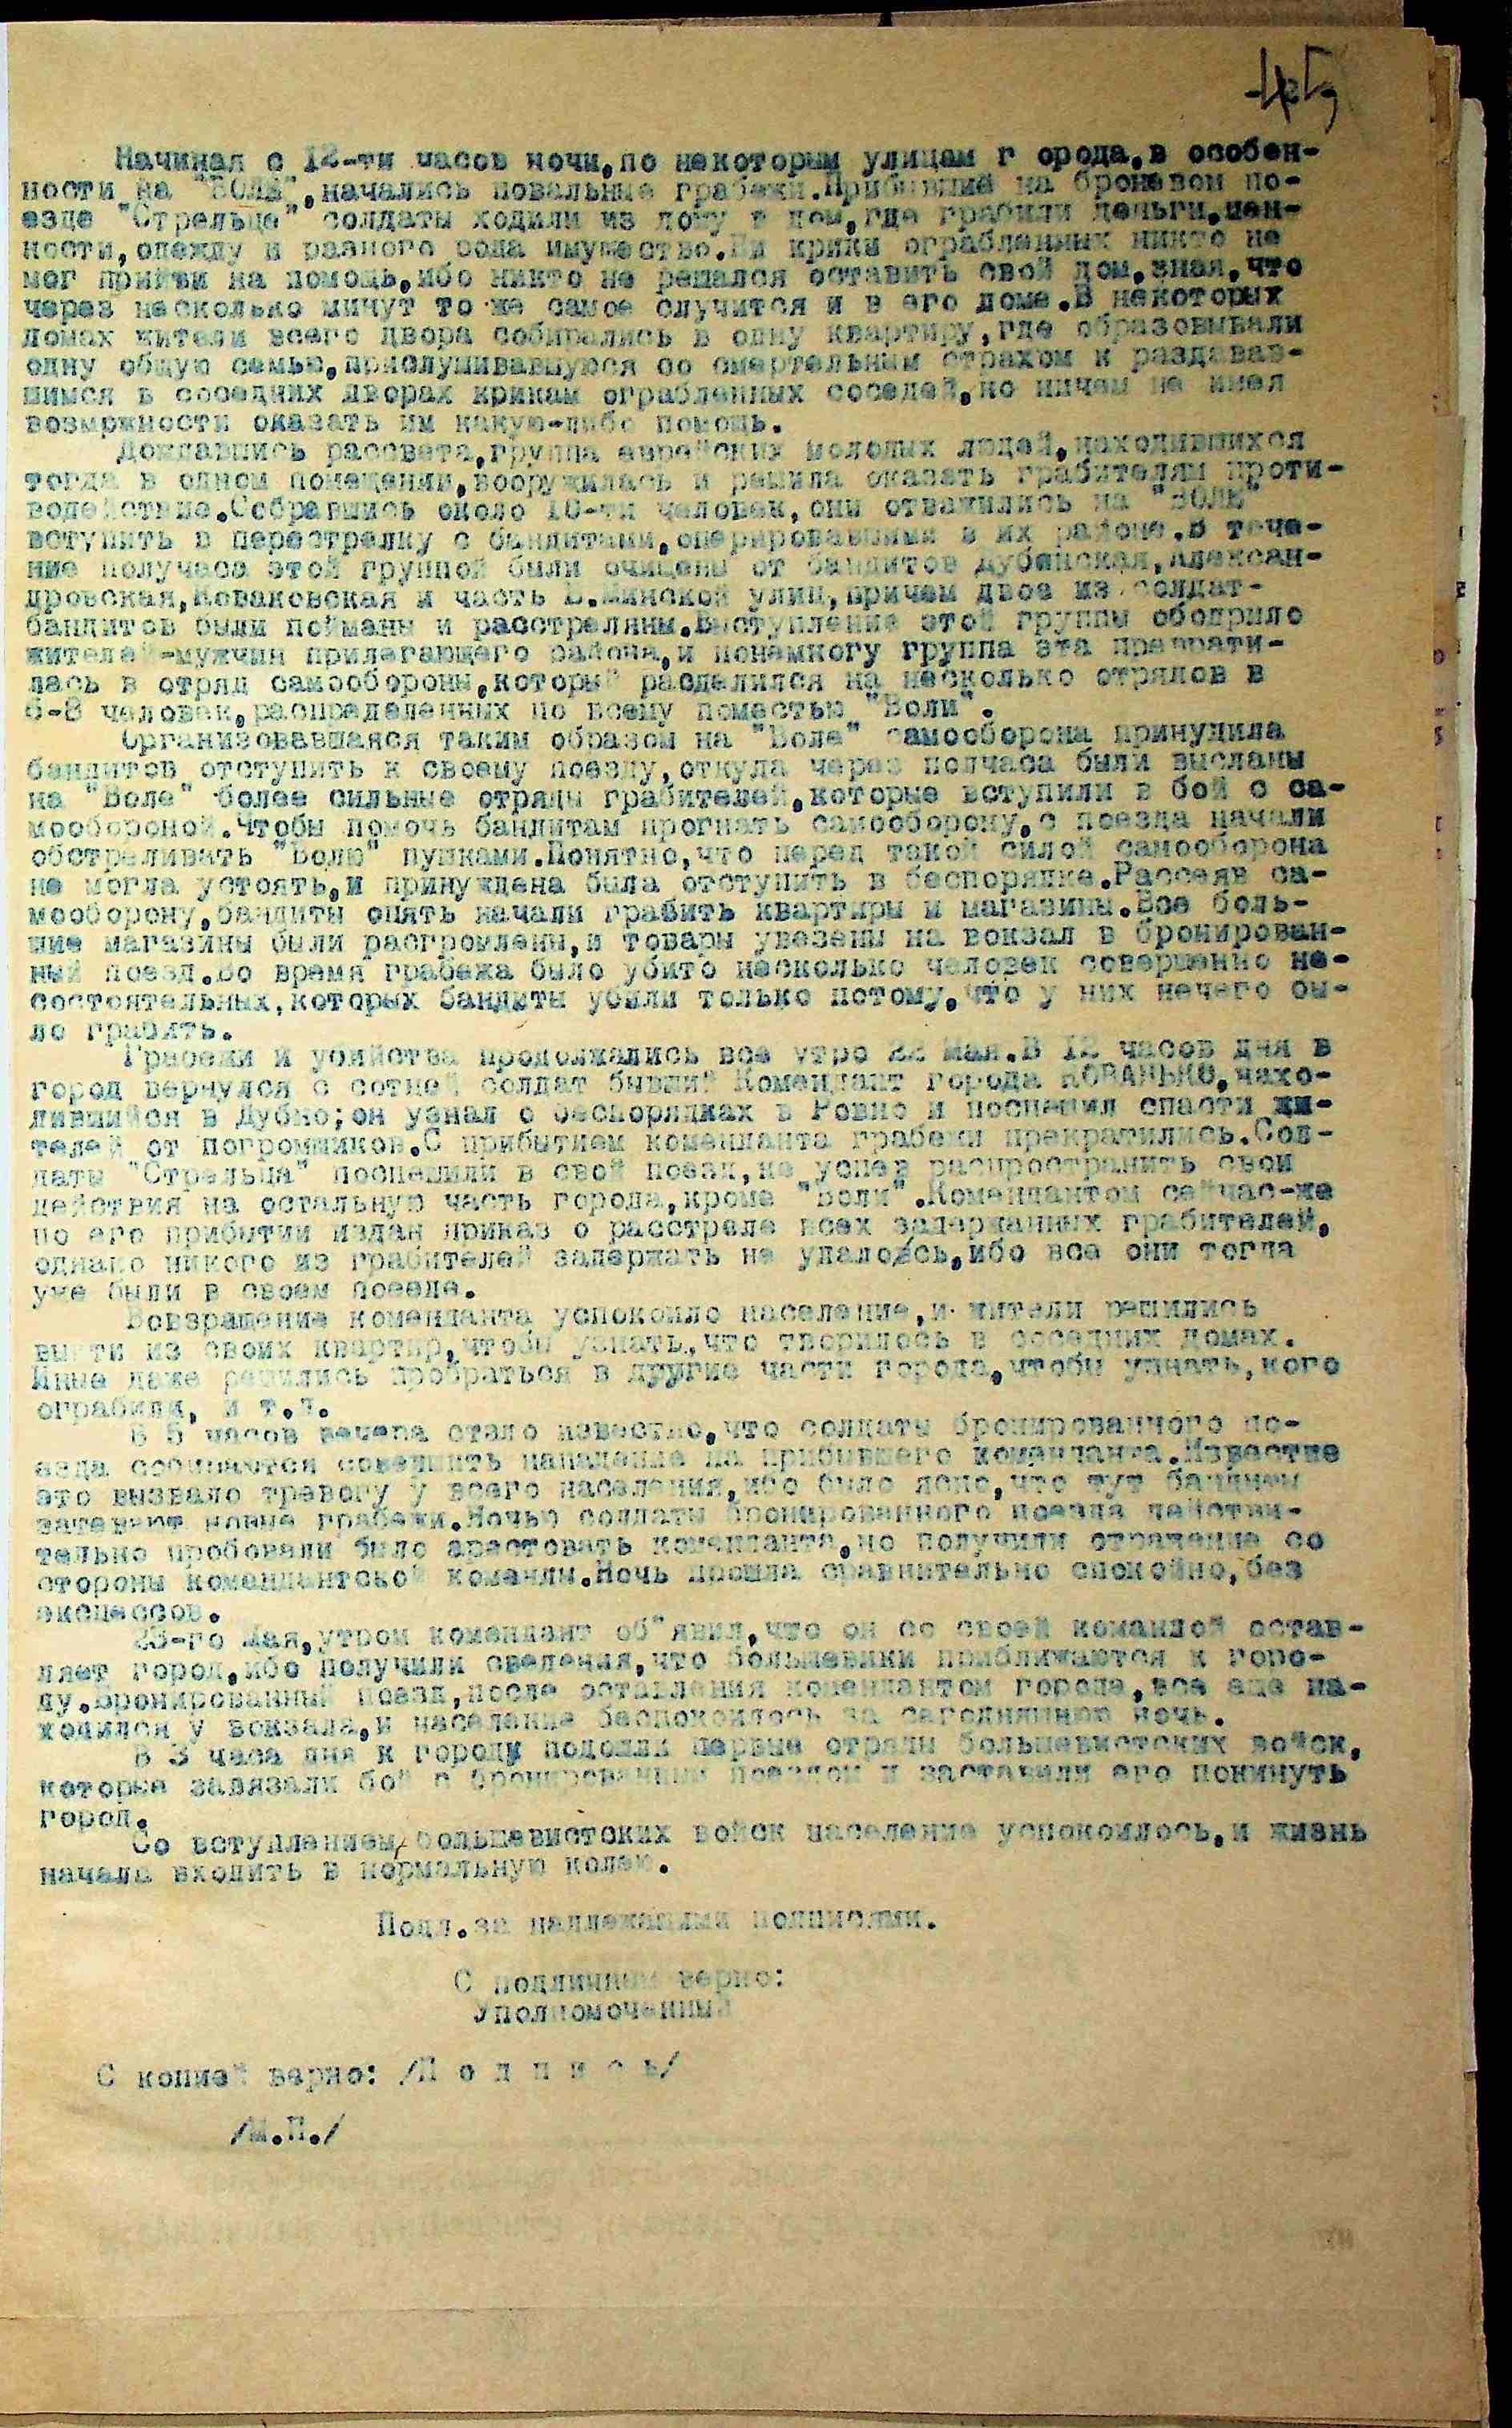 Начиная с 12-ти часов ночи,по некоторым улицам г орода,в особен-
ности на "ВОЛЕ",начались повальные грабежи.Прибывшие на броневом по-
езде "Стрельце" солдаты ходили из дому в дом,где грабили деньги,цен-
ности,одежду и разного рода имущество.На крики ограбленных никто не
мог прийти на помощь,ибо никто не решался оставить свой дом,зная,что
через несколько минут то же самое случится и в его доме.В некоторых
домах жители всего двора собирались в одну квартиру,где образовывали
одну общую семью,прислушивавшуюся со смертельным страхом к раздавав-
шимся в соседних дворах крикам ограбленных соседей,но ничем не имея
возможности оказать им какую-либо помощь.
Дождавшись рассвета,группа еврейских молодых людей,находившихся
тогда в одном помещении,вооружилась и решила оказать грабителям проти-
водействие.Собравшись около 10-ти человек,они отважились на "ВОЛЕ"
вступить в перестрелку с бандитами,оперировавшими в их районе.В тече-
ние получаса этой группой были очищены от бандитов Дубенская,Алексан-
дровская, и часть Б.Минской улиц,причем двое из солдат-
бандитов были пойманы и расстреляны.Выступление этой группы ободрило
жителей-мужчин прилегающего района,и понемногу группа эта преврати-
лась в отряд самообороны,который разделился на несколько отрядов в
6-8 человек,распределенных по всему поместью "Воли".
Организовавшаяся таким образом на "Воле" самооборона принудила
бандитов отступить к своему поезду,откуда через полчаса были высланы
на "Воле" более сильные отряды грабителей,которые вступили в бой с са-
мообороной.Чтобы помочь бандитам прогнать самооборону,с поезда начали
обстреливать "Волю" пушками.Понятно,что перед такой силой самооборона
не могла устоять,и принуждена была отступить в беспорядке.Рассеяв са-
мооборону,бандиты опять начали грабить квартиры и магазины.Все боль-
шие магазины были разгромлены,и товары увезены на вокзал в бронирован-
ный поезд.Во время грабежа было убито несколько человек совершенно не-
состоятельных,которых бандиты убили только потому,что у них нечего бы-
ло грабить.
Грабежи и убийства продолжались все утро 22 мая.В 12 часов дня в
город вернулся с сотней солдат бывший Комендант города КОВАНЬКО,нахо-
дившийся в Дубно;он узнал о беспорядках в Ровно и поспешил спасти жи-
телей от погромщиков.С прибытием коменданта грабежи прекратились.Сол-
даты "Стрельца" поспешили в свой поезд,не успев распространить свои
действия на остальную часть города,кроме "Воли".Комендантом сейчас-же
по его прибытии издан приказ о расстреле всех задержанных грабителей,
однако никого из грабителей задержать не удалось,ибо все они тогда
уже были в своем поезде.
Возвращение коменданта успокоило население,и жители решились
выйти из своих квартир,чтобы узнать,что творилось в соседних домах.
Иные даже решились пробраться в другие части города,чтобы узнать,кого
ограбили, и т.д.
В 5 часов вечера стало известно,что солдаты бронированного по-
езда собираются совершить нападение на прибывшего коменданта.Известие
это вызвало тревогу у всего населения,ибо было ясно,что тут бандиты
затевают новые грабежи.Ночью солдаты бронированного поезда действи-
тельно пробовали было арестовать коменданта,но получили отражение со
стороны комендантской команды.Ночь прошла сравнительно спокойно,без
эксцессов.
23-го Мая,утром комендант об"явил,что он со своей командой остав-
ляет город,ибо получили сведения,что большевики приближаются к горо-
ду.Бронированный поезд,после оставления комендантом города,все еще на-
ходился у вокзала,и население беспокоилось за сегодняшнюю ночь.
В 3 часа дня к городу подошли первые отряды большевистских войск,
которые завязали бой с бронированным поездом и заставили его покинуть
город.
Со вступлением большевистских войск население успокоилось,и жизнь
начала входить в нормальную колею.
Подл.за надлежащими подписями.
С подлинным верно:
Уполномоченный
С копией верно: /П о д п и с ь/
/М.П./